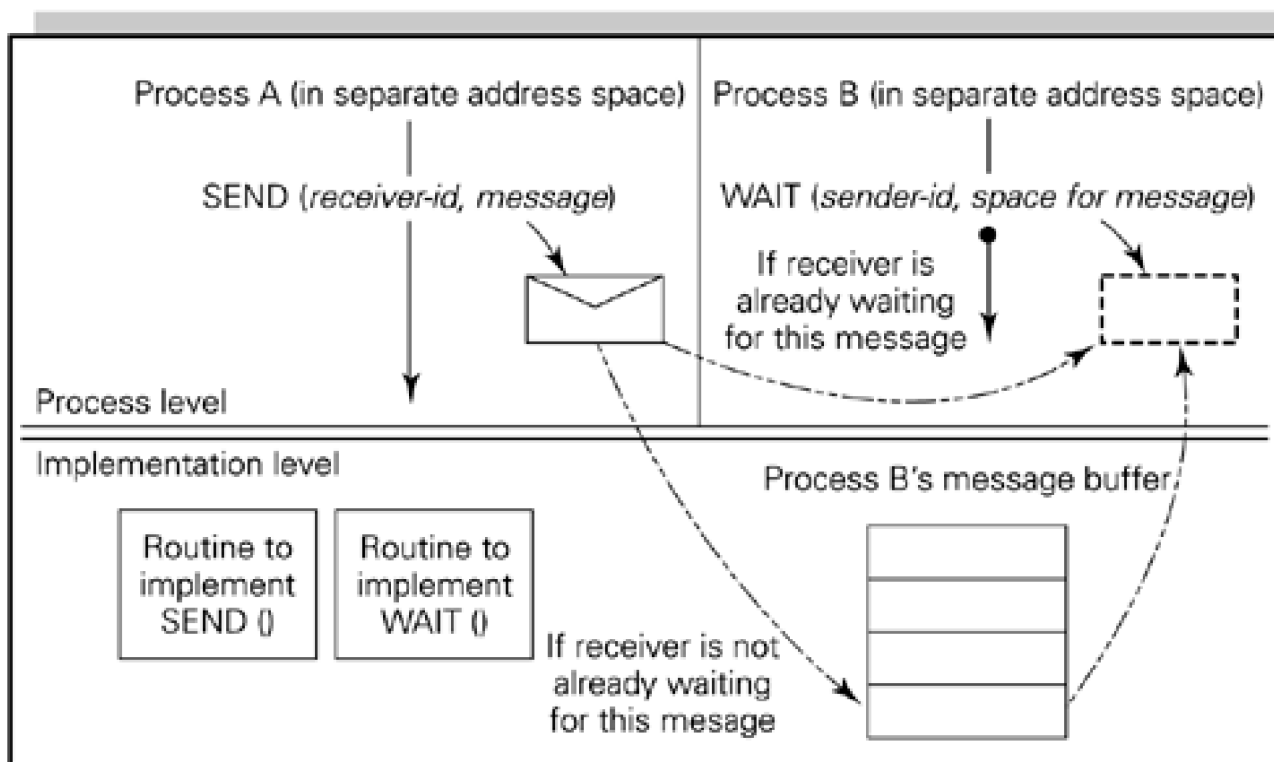 Process A (in separate address space)
Process B (in separate address space)
SEND (receiver-id, message)
WAIT (sender-id, space for message)
If receiver is
already waiting
for this message
Process level
Implementation level
Process B's message buffer
Routine to
implement
SEND ()
Routine to
implement
WAIT ()
If receiver is not
already waiting
for this mesage